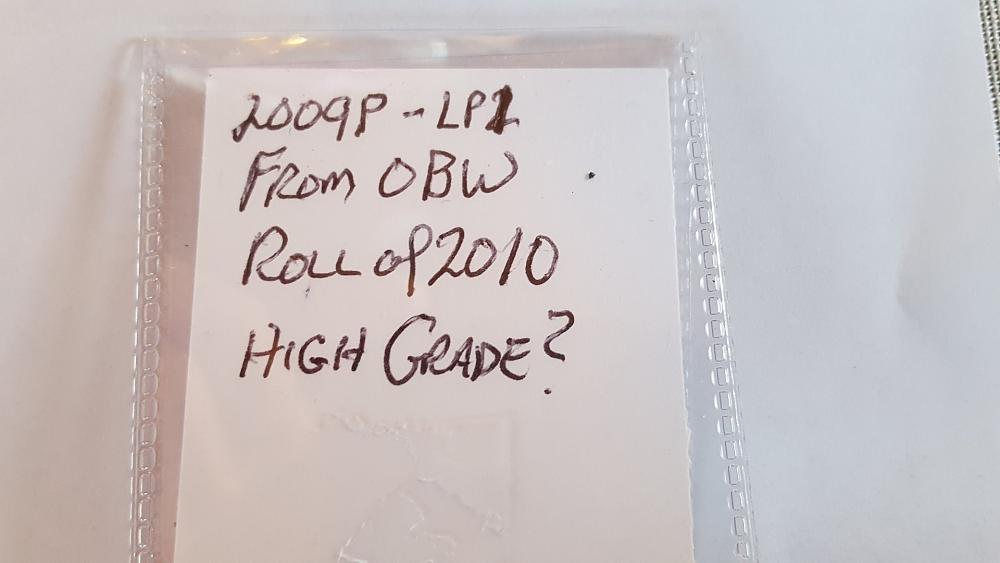 2009P - LP1
FROM OBW
ROLL of 2010
HIGH GRADE?